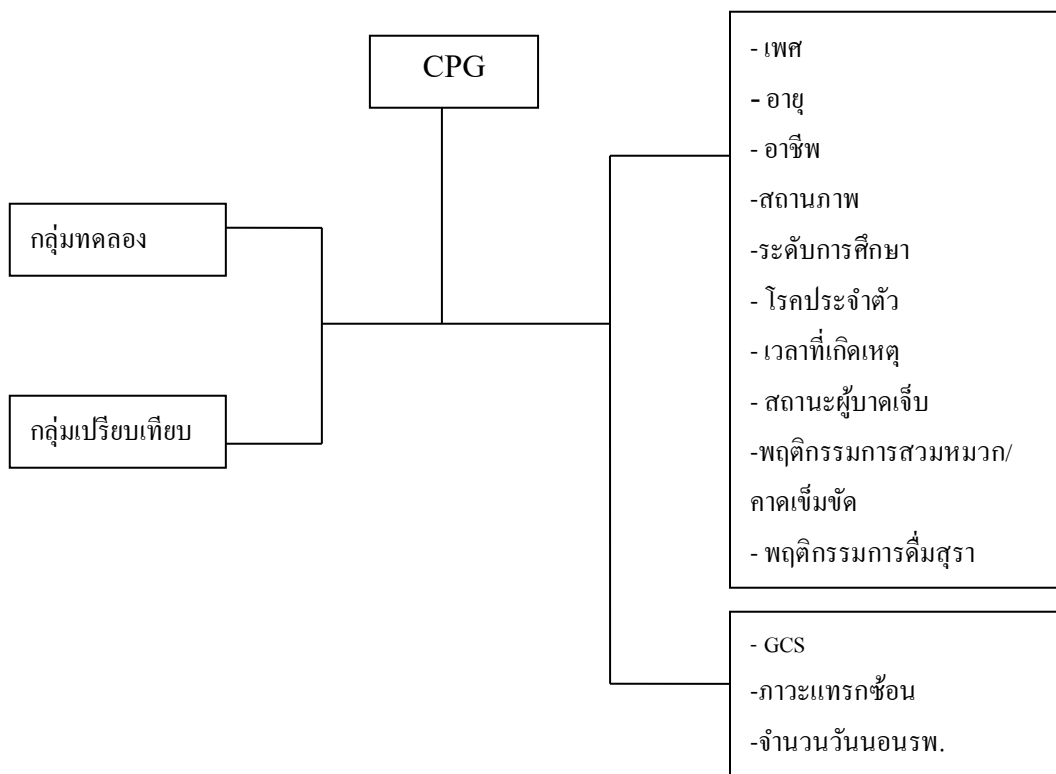 CPG
กลุ่มทดลอง
กลุ่มเปรียบเทียบ
- เพศ
- อายุ
- อาชีพ
-สถานภาพ
-ระดับการศึกษา
- โรคประจำตัว
- เวลาที่เกิดเหตุ
- สถานะผู้บาดเจ็บ
-พฤติกรรมการสวมหมวก/
คาดเข็มขัด
- พฤติกรรมการดื่มสุรา
- GCS
-ภาวะแทรกซ้อน
-จำนวนวันนอนรพ.